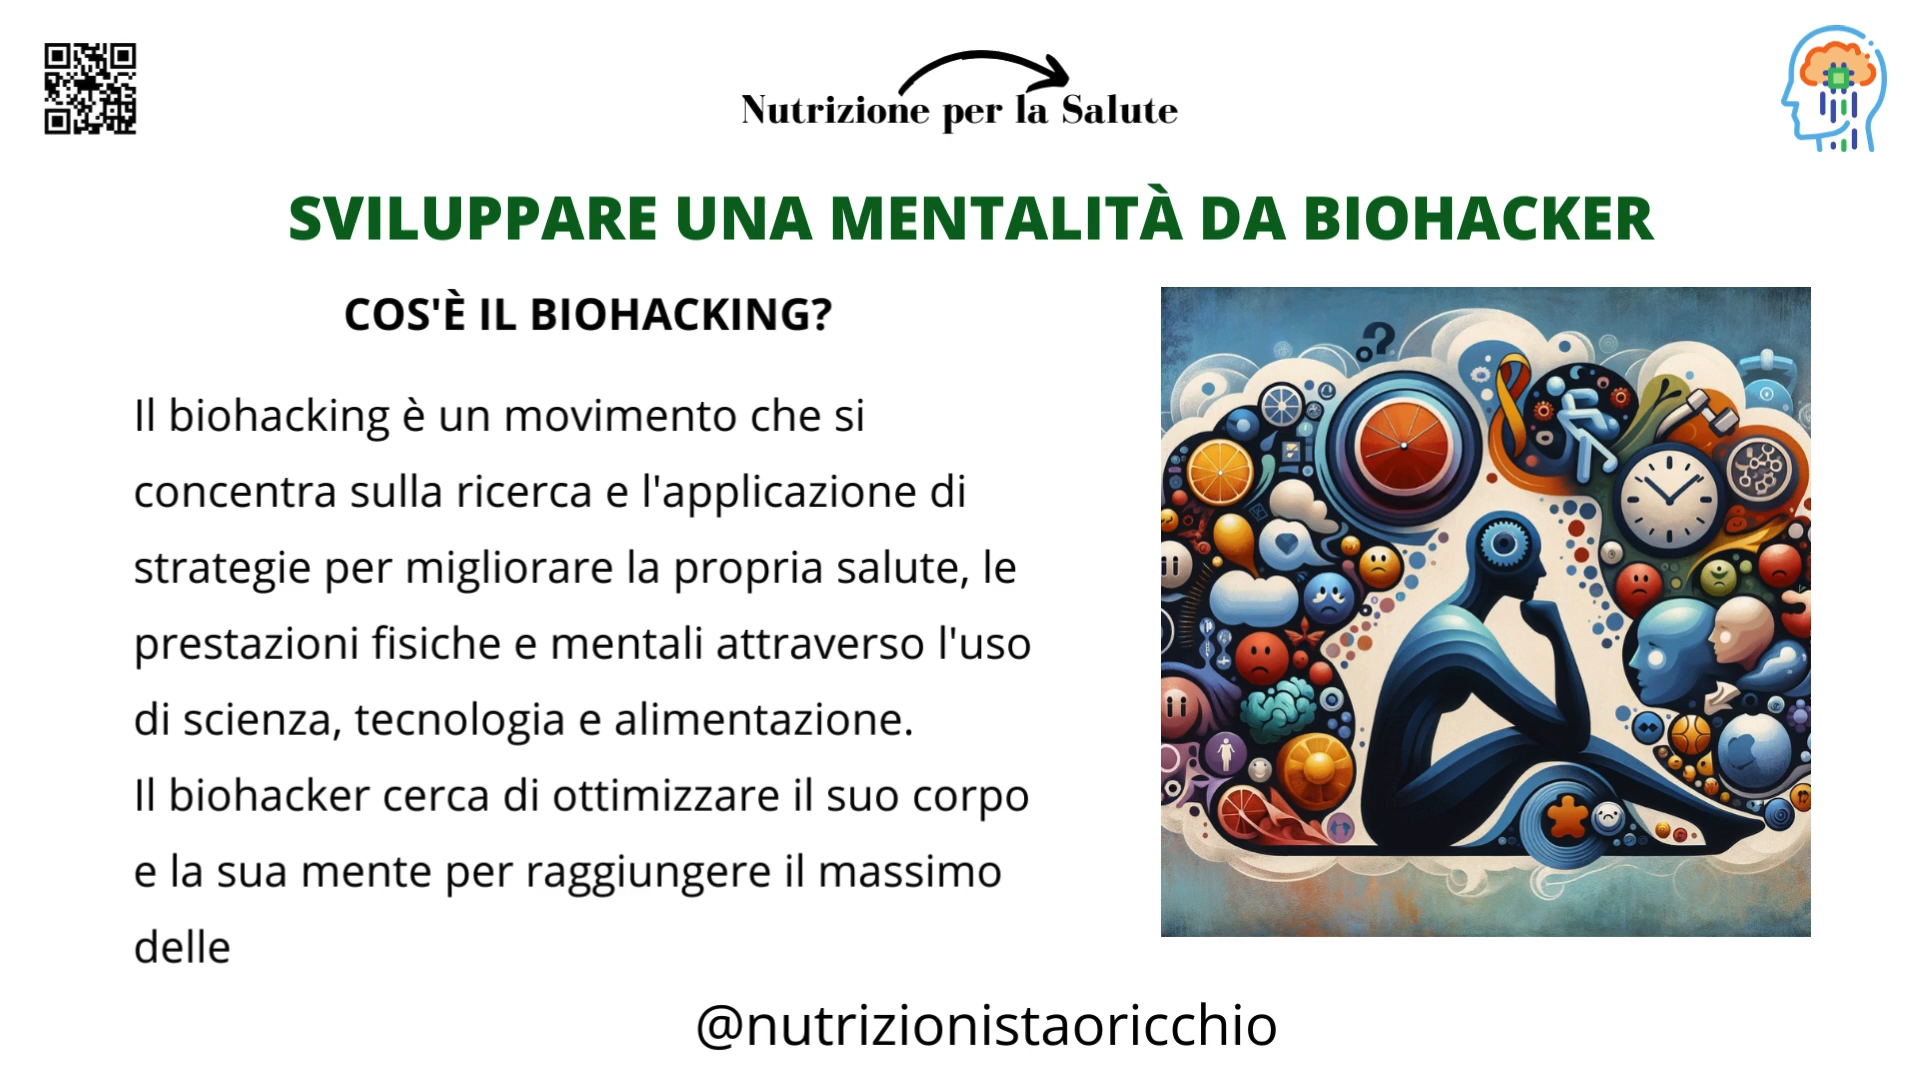 Nutrizione per la Salute
SVILUPPARE UNA MENTALITÀ DA BIOHACKER
COS'È IL BIOHACKING?
Il biohacking è un movimento che si
concentra sulla ricerca e l'applicazione di
strategie per migliorare la propria salute, le
prestazioni fisiche e mentali attraverso l'uso
di scienza, tecnologia e alimentazione.
Il biohacker cerca di ottimizzare il suo corpo
e la sua mente per raggiungere il massimo
delle
?
@nutrizionistaoricchio